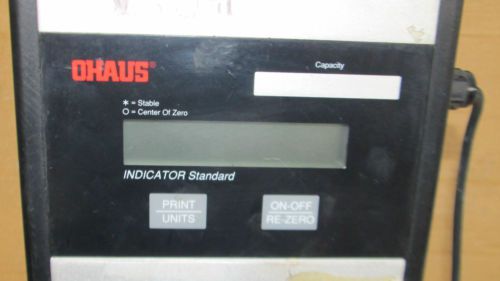 OHAUS®
Capacity
* = Stable
O = Center Of Zero
INDICATOR Standard
PRINT
UNITS
ON-OFF
RE-ZERO